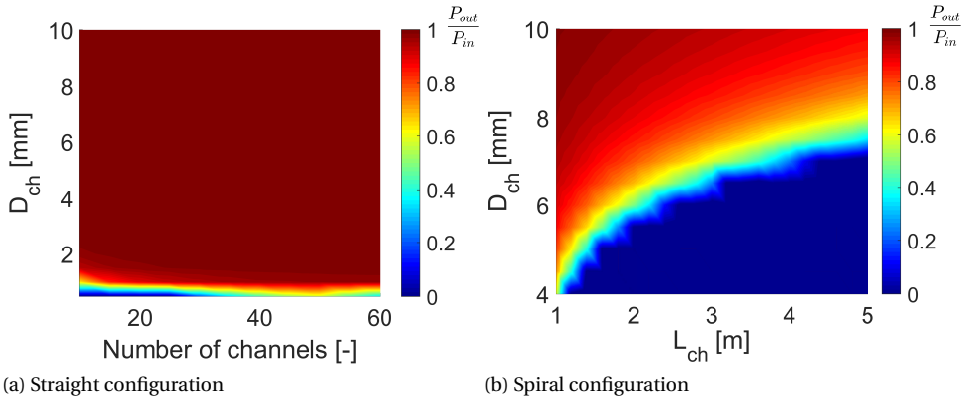 10
8
6
4
2
D_ch [mm]
20
40
60
Number of channels [-]
1
0.8
0.6
0.4
0.2
0
P_out
P_in
(a) Straight configuration
10
8
6
4
D_ch [mm]
1
2
3
4
5
L_ch [m]
1
0.8
0.6
0.4
0.2
0
P_out
P_in
(b) Spiral configuration